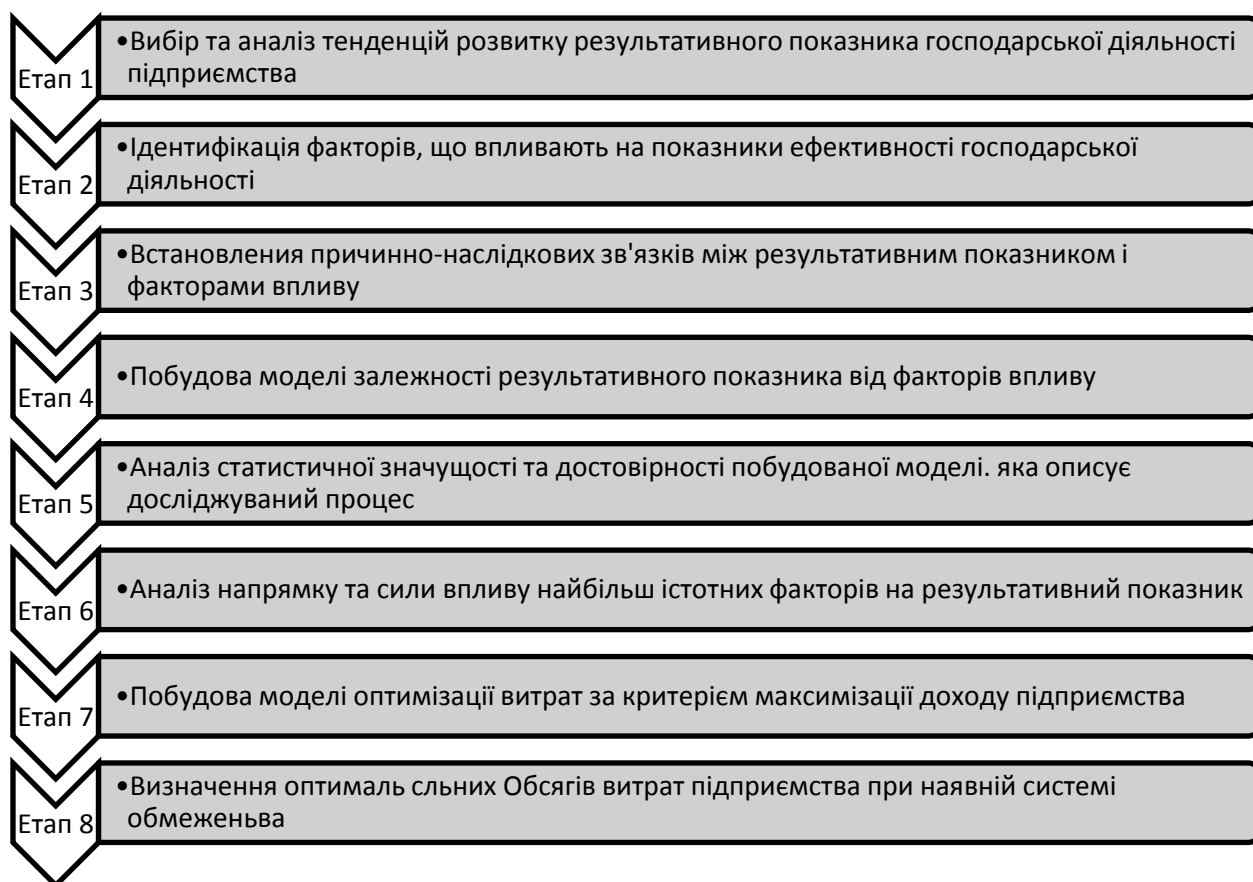 Етап 1
•Вибір та аналіз тенденцій розвитку результативного показника господарської діяльності
підприємства
Етап 2
•Ідентифікація факторів, що впливають на показники ефективності господарської
діяльності
Етап 3
•Встановлення причинно-наслідкових зв'язків між результативним показником і
факторами впливу
Етап 4
•Побудова моделі залежності результативного показника від факторів впливу
Етап 5
•Аналіз статистичної значущості та достовірності побудованої моделі. яка описує
досліджуваний процес
Етап 6
•Аналіз напрямку та сили впливу найбільш істотних факторів на результативний показник
Етап 7
•Побудова моделі оптимізації витрат за критерієм максимізації доходу підприємства
Етап 8
•Визначення оптималь сльних Обсягів витрат підприємства при наявній системі
обмеженьва